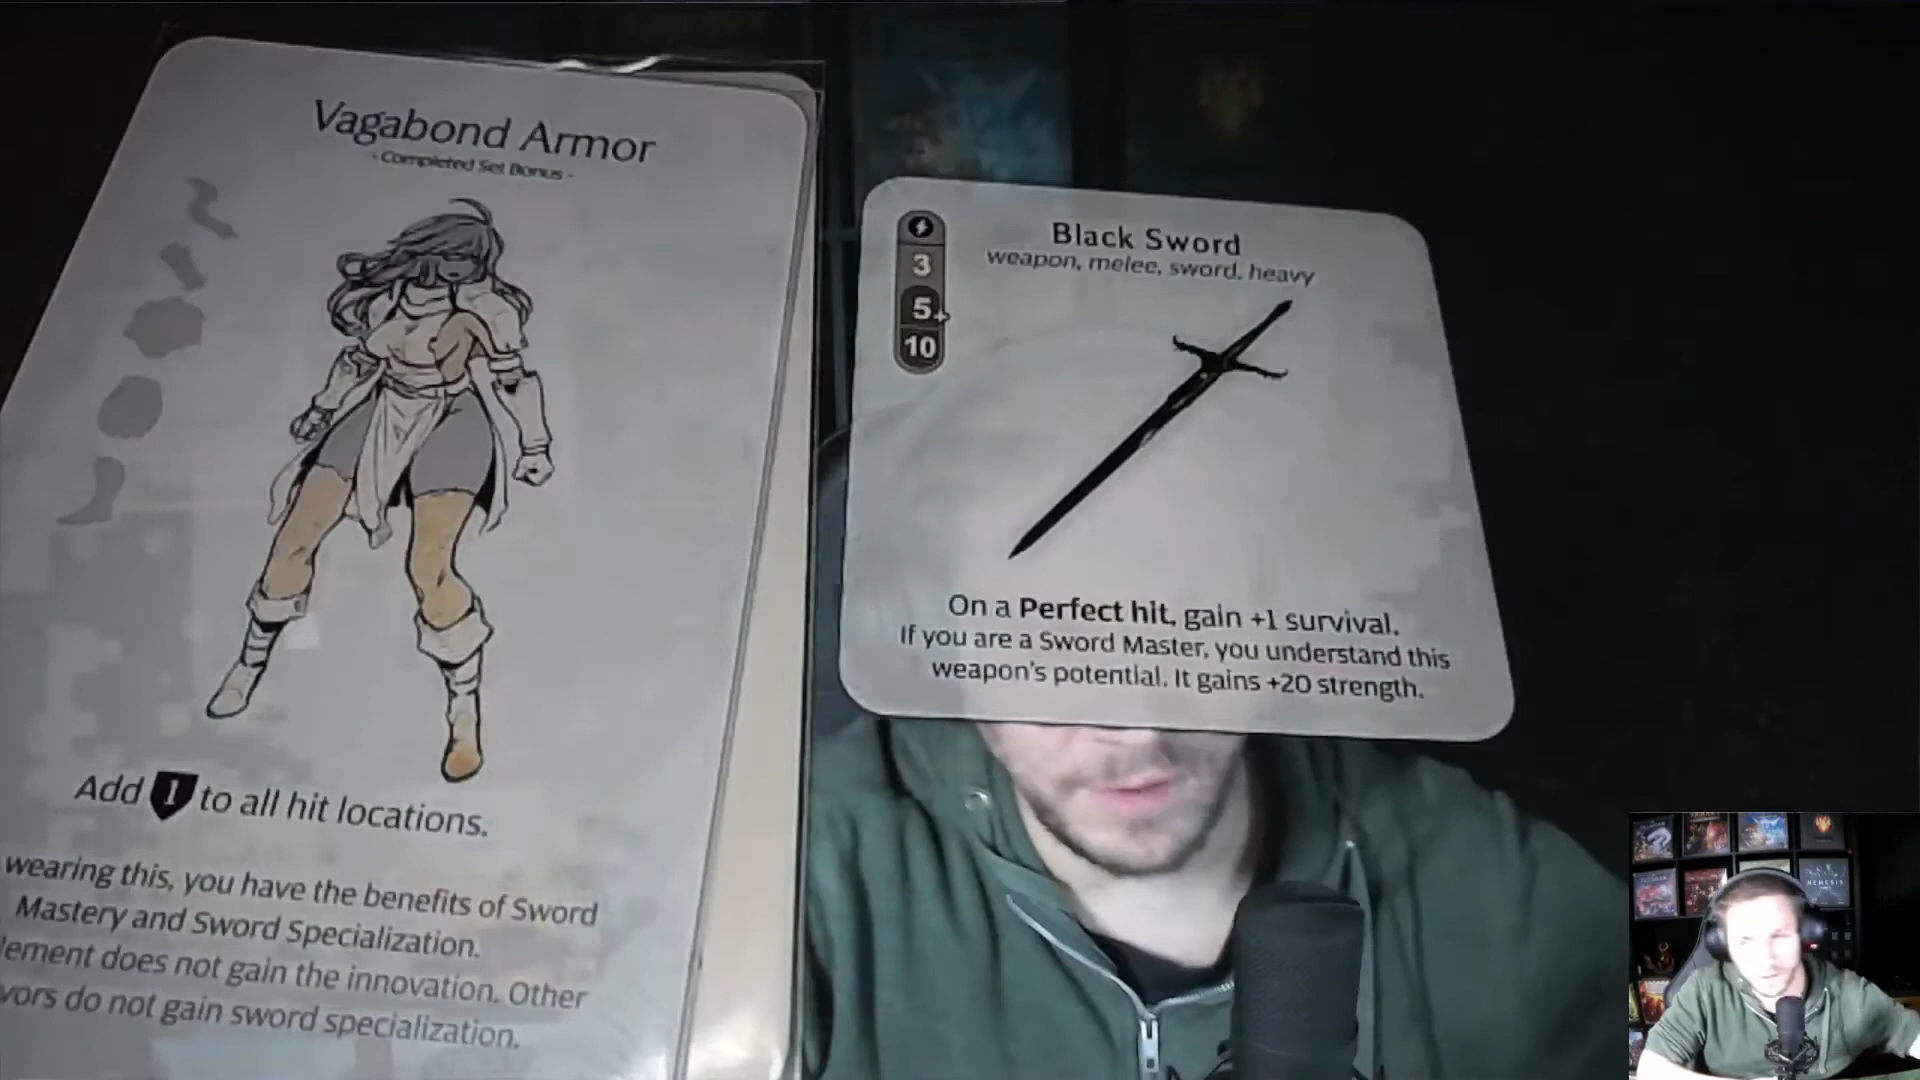 Vagabond Armor
- Completed Set Bonus -
Add 1 to all hit locations.
wearing this, you have the benefits of Sword
Mastery and Sword Specialization.
lement does not gain the innovation. Other
vors do not gain sword specialization.
Black Sword
weapon, melee, sword, heavy
3
5+
10
On a Perfect hit, gain +1 survival.
If you are a Sword Master, you understand this
weapon's potential. It gains +20 strength.
NEMESIS